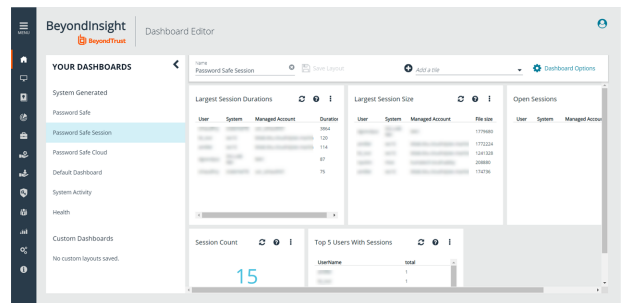 MENU
BeyondInsight
BeyondTrust
Dashboard Editor
YOUR DASHBOARDS
System Generated
Password Safe
Password Safe Session
Password Safe Cloud
Default Dashboard
System Activity
Health
Custom Dashboards
No custom layouts saved.
Name
Password Safe Session
Save Layout
Add a tile
Dashboard Options
Largest Session Durations
User System Managed Account Duration
3864
120
114
87
75
Largest Session Size
User System Managed Account File size
1779680
1772224
1241328
209880
174736
Open Sessions
User System Managed Accou
Session Count
15
Top 5 Users With Sessions
UserName total
1
1